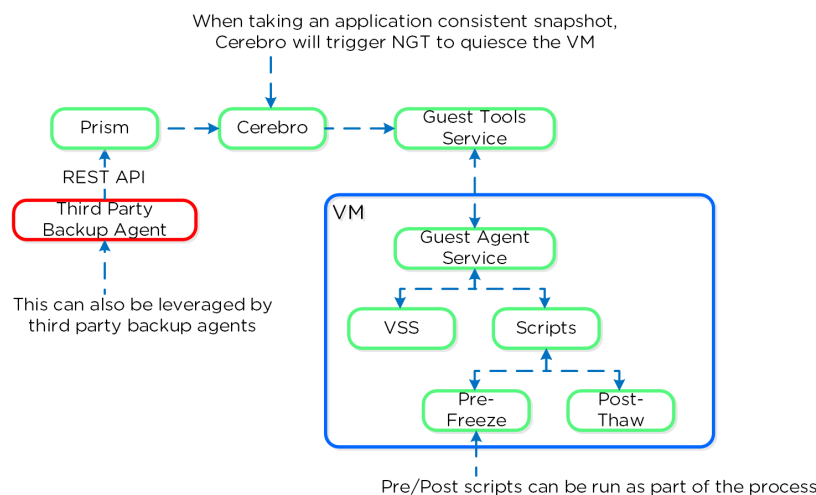 When taking an application consistent snapshot,
Cerebro will trigger NGT to quiesce the VM
Prism
Cerebro
Guest Tools
Service
REST API
Third Party
Backup Agent
This can also be leveraged by
third party backup agents
VM
Guest Agent
Service
VSS
Scripts
Pre-
Freeze
Post-
Thaw
Pre/Post scripts can be run as part of the process